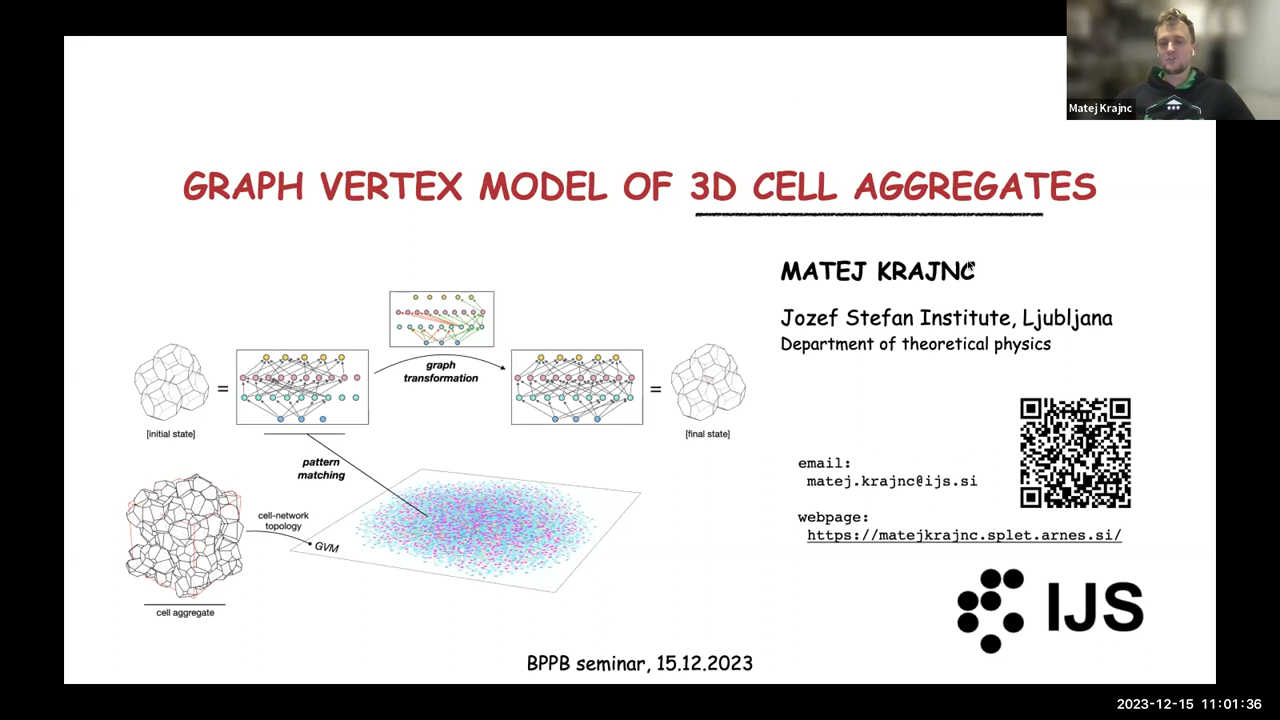 Matej Krajnc
GRAPH VERTEX MODEL OF 3D CELL AGGREGATES
MATEJ KRAJNC
Jozef Stefan Institute, Ljubljana
Department of theoretical physics
graph
transformation
=
=
[initial state]
[final state]
pattern
matching
cell-network
topology
GVM
cell aggregate
email:
matej.krajnc@ijs.si
webpage:
https://matejkrajnc.splet.arnes.si/
IJS
BPPB seminar, 15.12.2023
2023-12-15 11:01:36